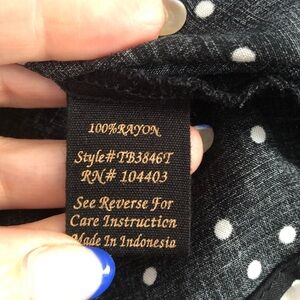 100%RAYON
Style#TB3846T
RN# 104403
See Reverse For
Care Instruction
Made In Indonesia